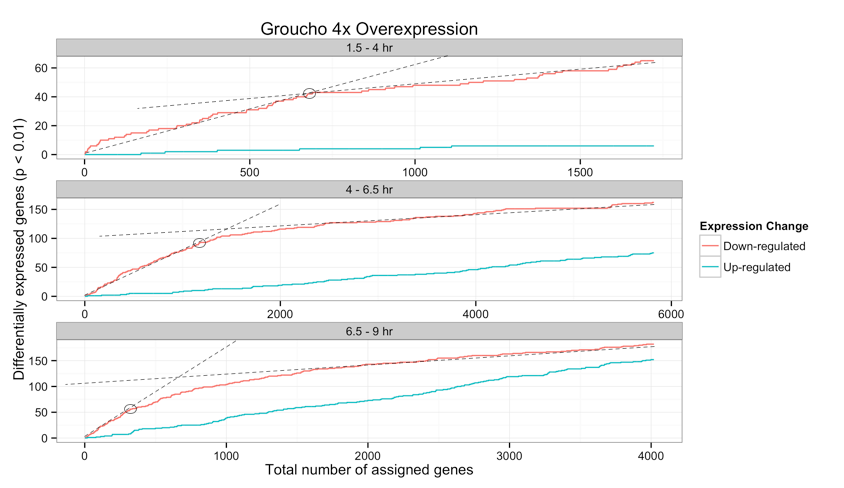 Groucho 4x Overexpression
1.5 - 4 hr
60
40
20
0
0 500 1000 1500
4 - 6.5 hr
150
100
50
0
0 2000 4000 6000
6.5 - 9 hr
150
100
50
0
0 1000 2000 3000 4000
Total number of assigned genes
Differentially expressed genes (p < 0.01)
Expression Change
Down-regulated
Up-regulated